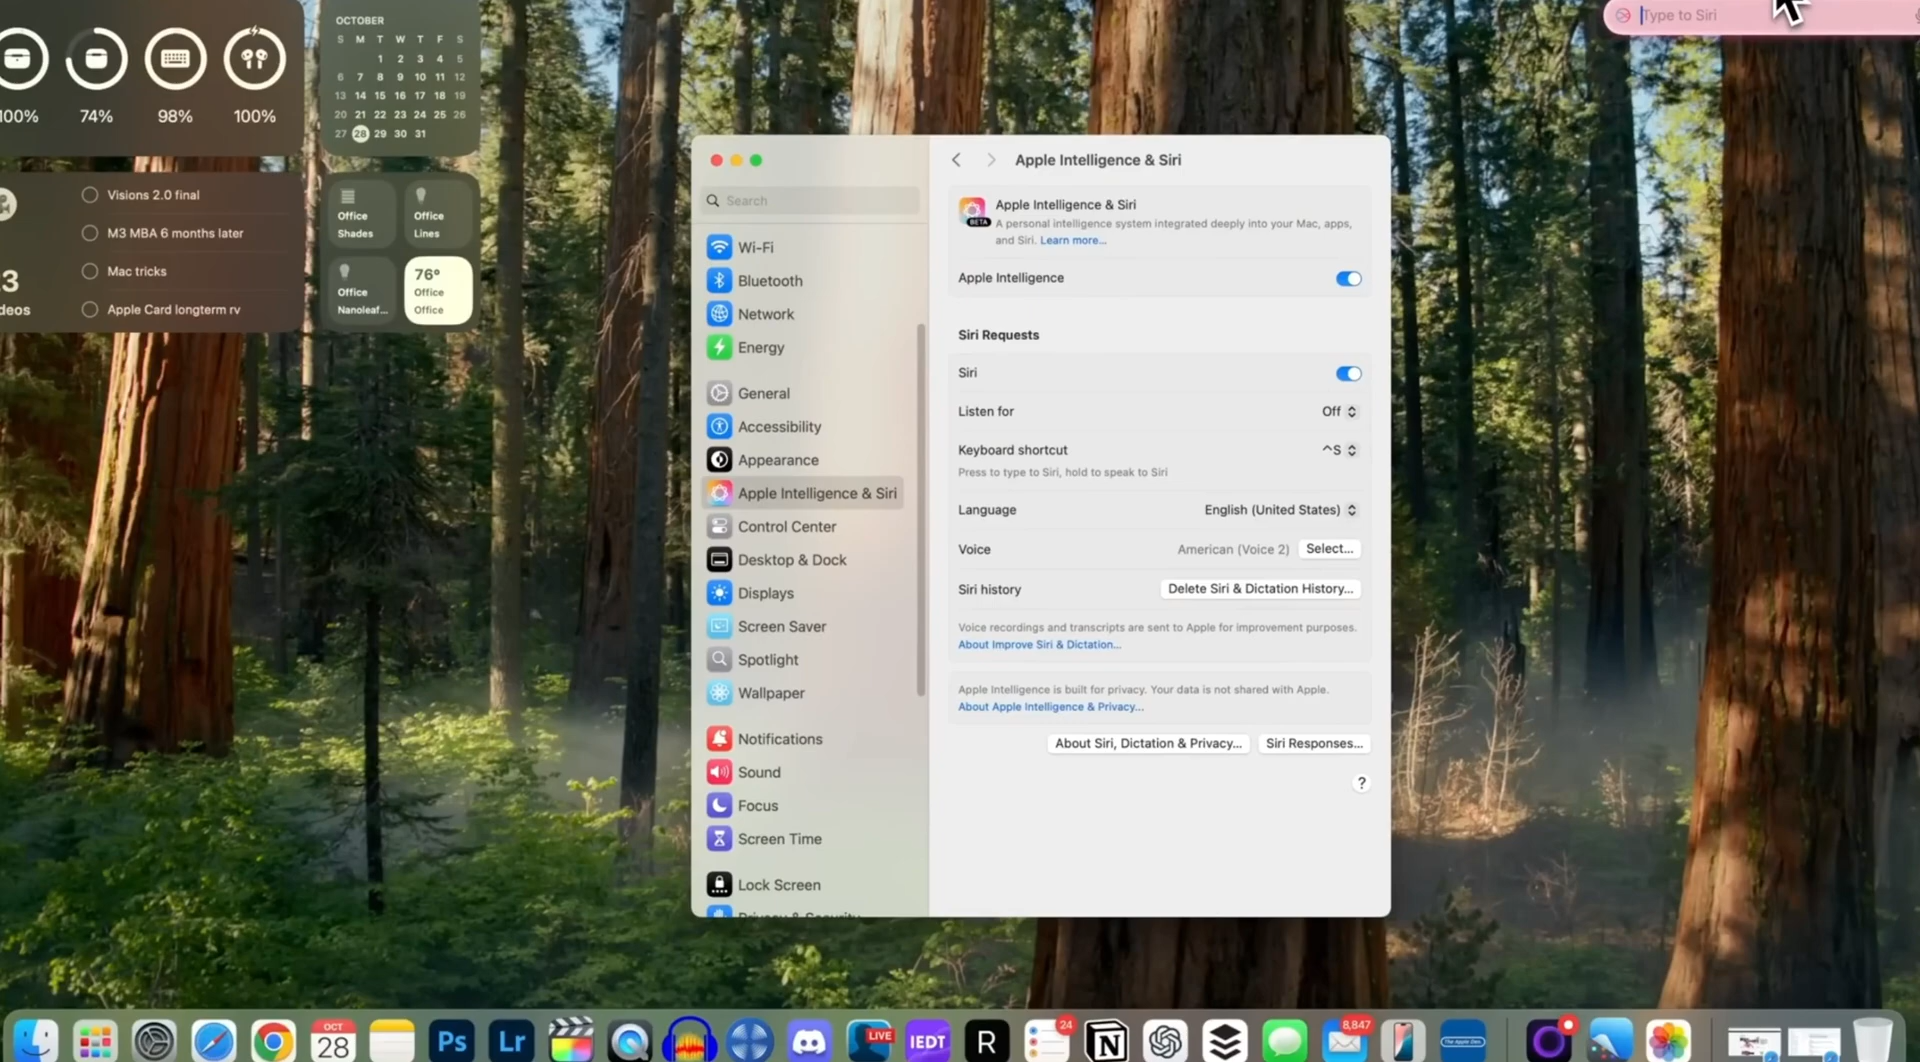 100%
74%
98%
100%
OCTOBER
S M T W T F S
1 2 3 4 5
6 7 8 9 10 11 12
13 14 15 16 17 18 19
20 21 22 23 24 25 26
27 28 29 30 31
Visions 2.0 final
M3 MBA 6 months later
Mac tricks
Apple Card longterm rv
Office
Shades
Office
Lines
Office
Nanoleaf...
76°
Office
Office
Type to Siri
Search
Wi-Fi
Bluetooth
Network
Energy
General
Accessibility
Appearance
Apple Intelligence & Siri
Control Center
Desktop & Dock
Displays
Screen Saver
Spotlight
Wallpaper
Notifications
Sound
Focus
Screen Time
Lock Screen
Privacy & Security
Apple Intelligence & Siri
BETA
Apple Intelligence & Siri
A personal intelligence system integrated deeply into your Mac, apps,
and Siri. Learn more...
Apple Intelligence
Siri Requests
Siri
Listen for Off
Keyboard shortcut ^S
Press to type to Siri, hold to speak to Siri
Language English (United States)
Voice American (Voice 2) Select...
Siri history Delete Siri & Dictation History...
Voice recordings and transcripts are sent to Apple for improvement purposes.
About Improve Siri & Dictation...
Apple Intelligence is built for privacy. Your data is not shared with Apple.
About Apple Intelligence & Privacy...
About Siri, Dictation & Privacy... Siri Responses...
?
OCT
28
Ps
Lr
LIVE
IEDT
R
24
N
8,847